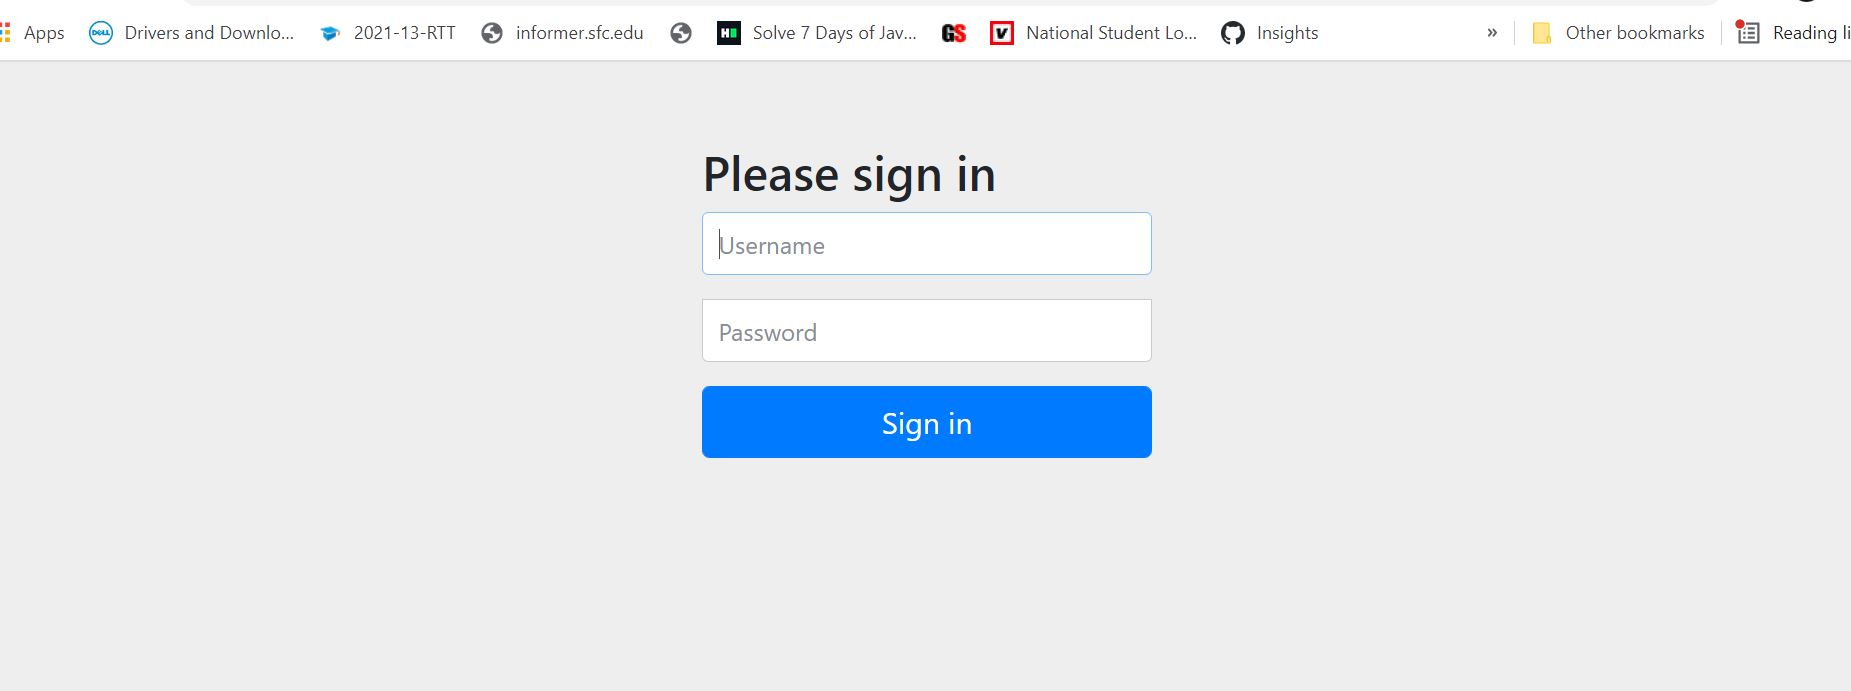 Apps DELL Drivers and Downlo... 2021-13-RTT informer.sfc.edu H Solve 7 Days of Jav... GS V National Student Lo... Insights » Other bookmarks Reading li
Please sign in
Username
Password
Sign in